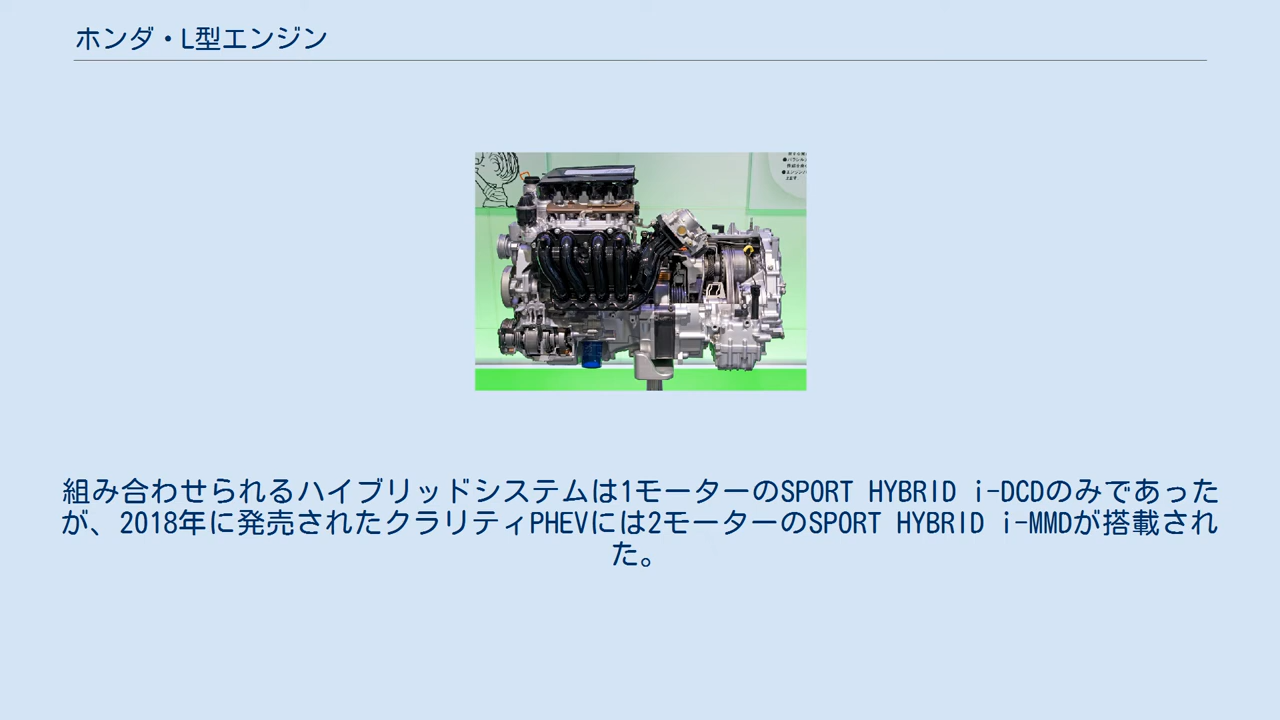 ホンダ・L型エンジン
組み合わせられるハイブリッドシステムは1モーターのSPORT HYBRID i-DCDのみであった
が、2018年に発売されたクラリティPHEVには2モーターのSPORT HYBRID i-MMDが搭載され
た。